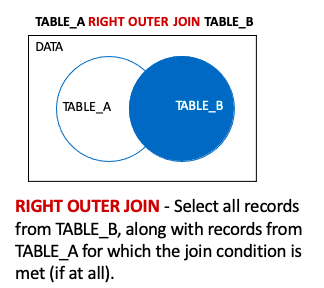 TABLE_A RIGHT OUTER JOIN TABLE_B
DATA
TABLE_A
TABLE_B
RIGHT OUTER JOIN - Select all records
from TABLE_B, along with records from
TABLE_A for which the join condition is
met (if at all).